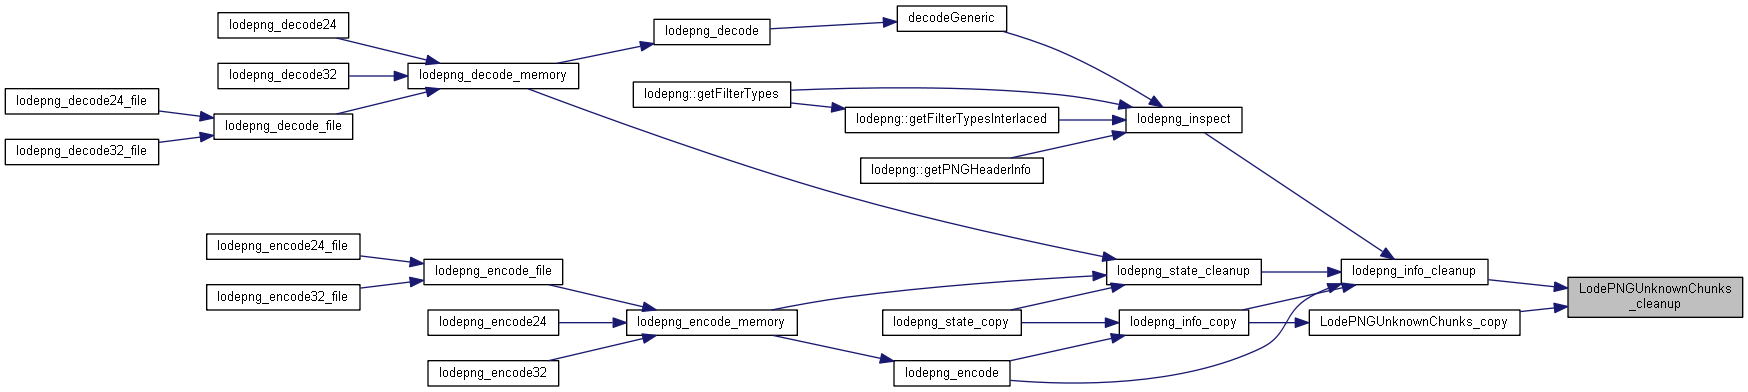 lodepng_decode24
lodepng_decode32
lodepng_decode24_file
lodepng_decode32_file
lodepng_decode_file
lodepng_decode_memory
lodepng_decode
decodeGeneric
lodepng::getFilterTypes
lodepng::getFilterTypesInterlaced
lodepng::getPNGHeaderInfo
lodepng_inspect
lodepng_encode24_file
lodepng_encode32_file
lodepng_encode_file
lodepng_encode24
lodepng_encode32
lodepng_encode_memory
lodepng_state_cleanup
lodepng_state_copy
lodepng_encode
lodepng_info_copy
lodepng_info_cleanup
LodePNGUnknownChunks_copy
LodePNGUnknownChunks
_cleanup